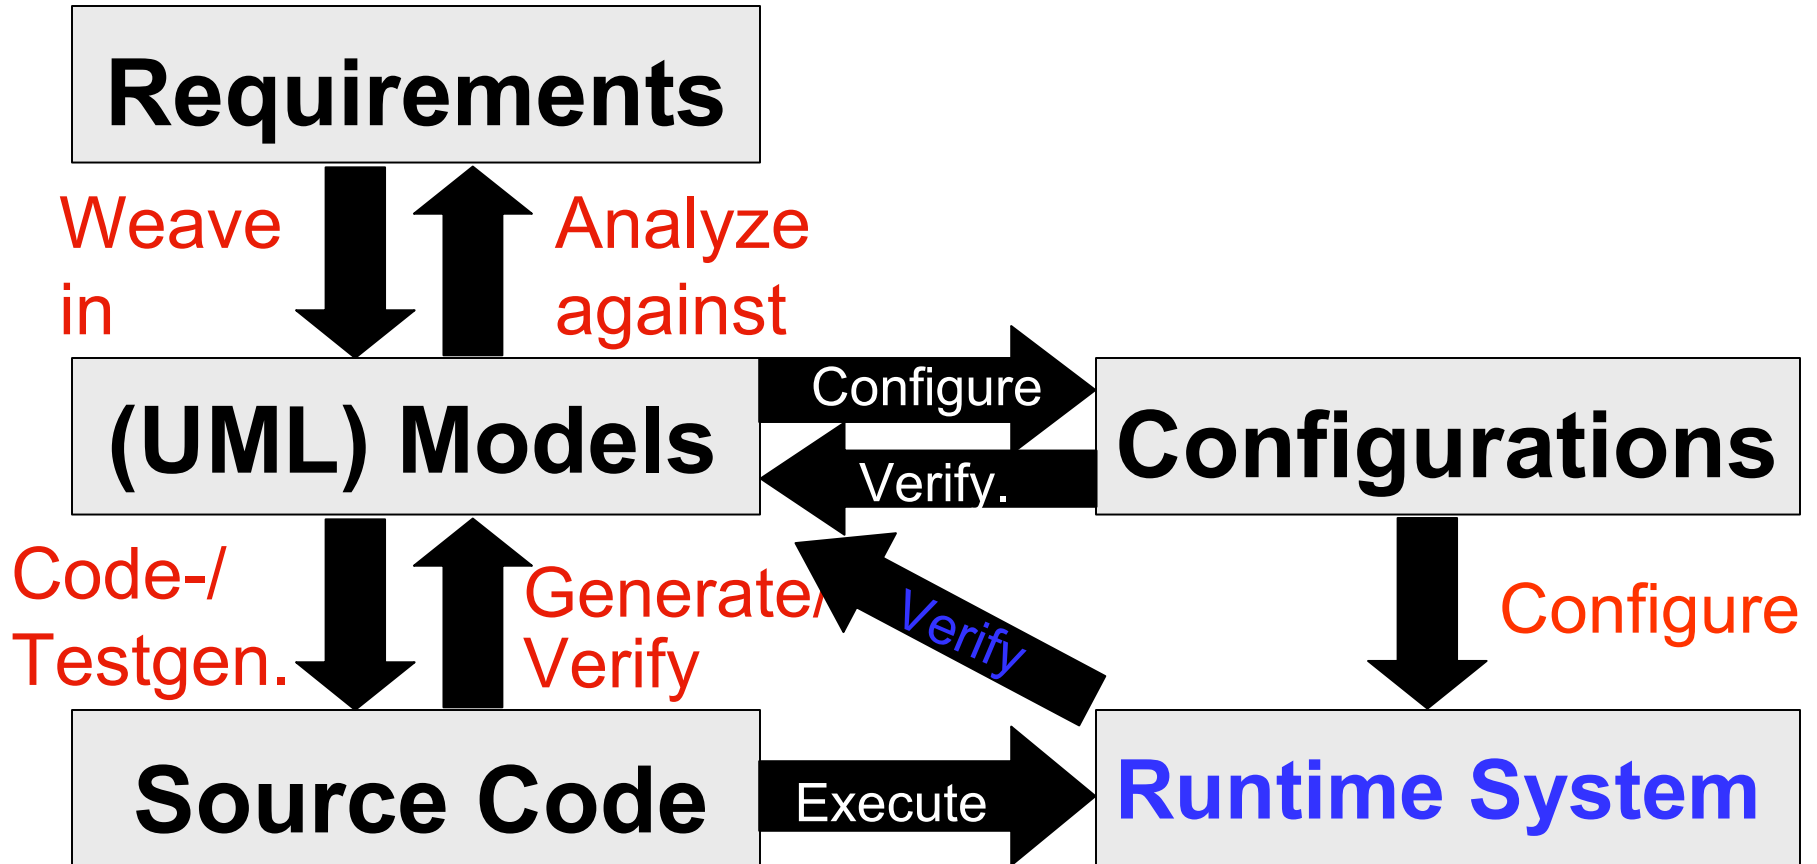 Requirements
Weave
in
Analyze
against
(UML) Models
Configure
Verify.
Configurations
Code-/
Testgen.
Generate/
Verify
Verify
Configure
Source Code
Execute
Runtime System